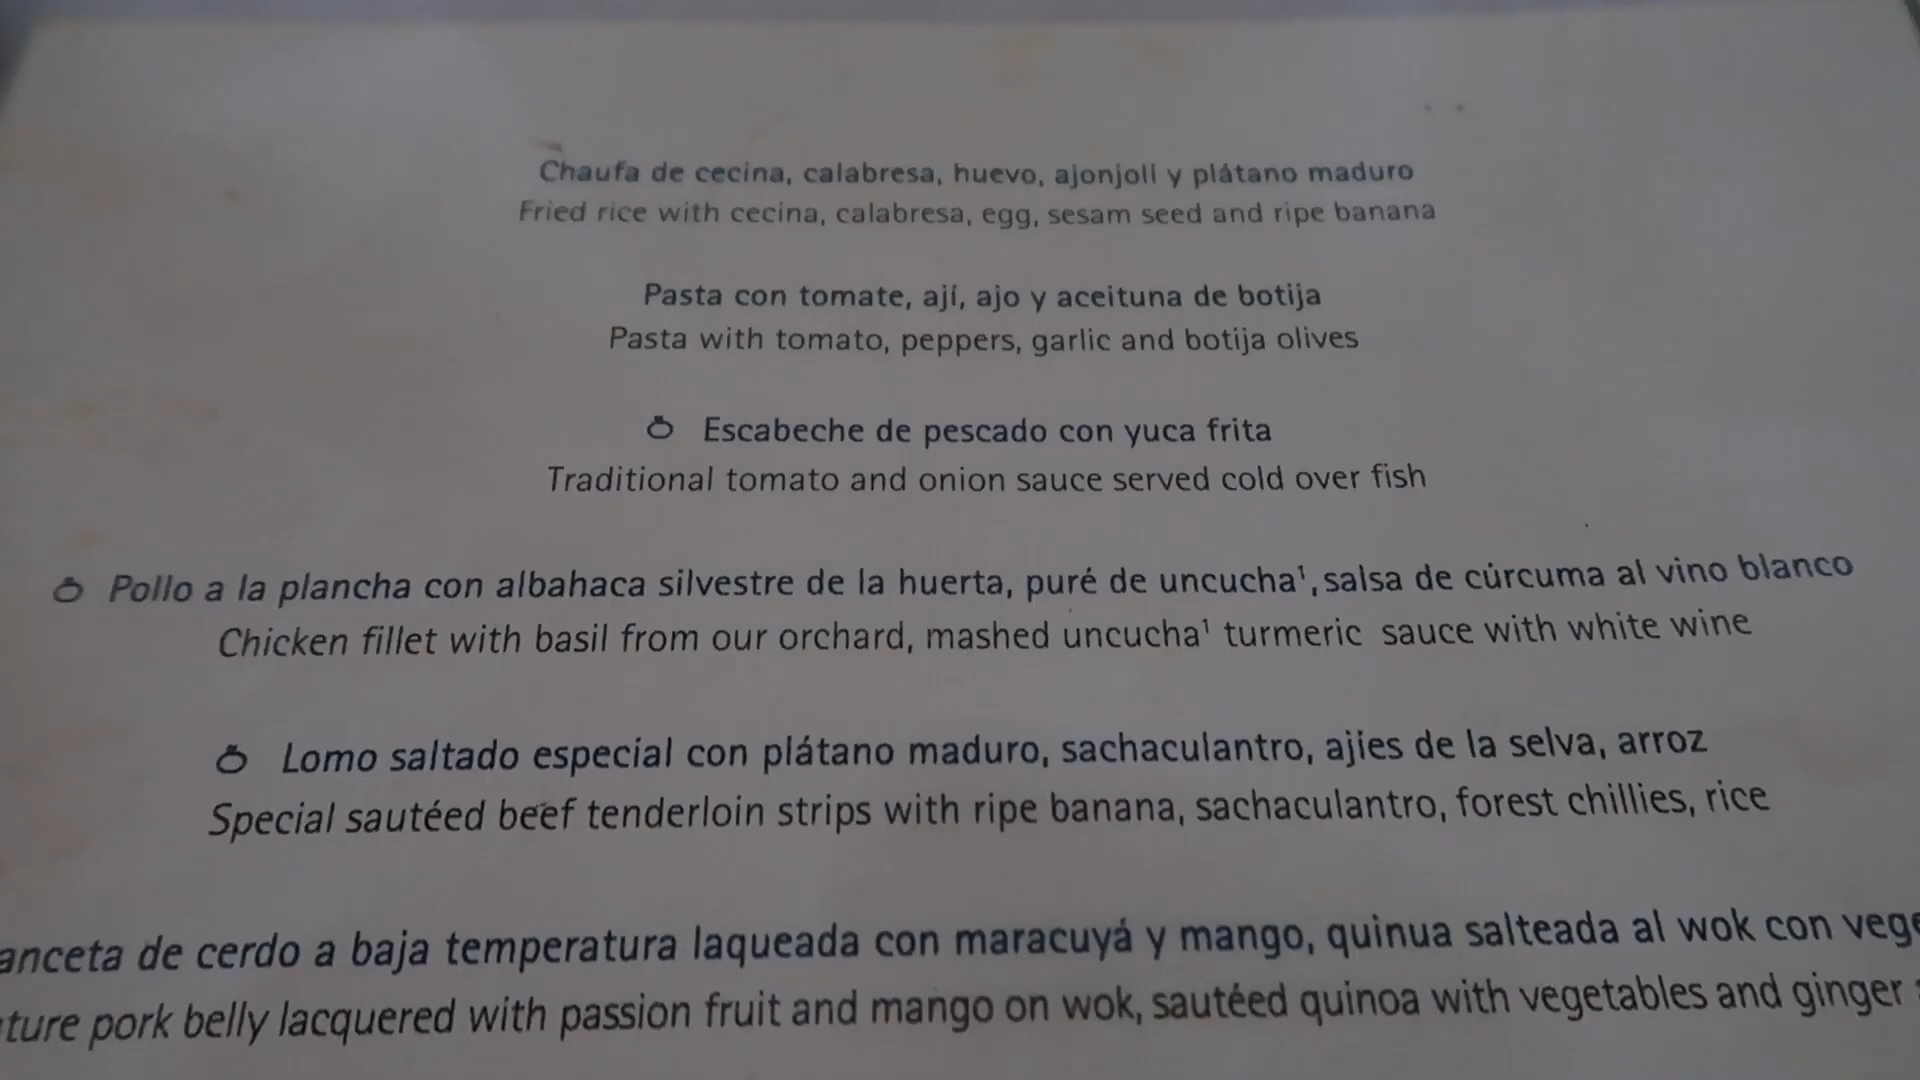 Chaufa de cecina, calabresa, huevo, ajonjolí y plátano maduro
Fried rice with cecina, calabresa, egg, sesam seed and ripe banana
Pasta con tomate, ají, ajo y aceituna de botija
Pasta with tomato, peppers, garlic and botija olives
Escabeche de pescado con yuca frita
Traditional tomato and onion sauce served cold over fish
Pollo a la plancha con albahaca silvestre de la huerta, puré de uncucha¹, salsa de cúrcuma al vino blanco
Chicken fillet with basil from our orchard, mashed uncucha¹ turmeric sauce with white wine
Lomo saltado especial con plátano maduro, sachaculantro, ajíes de la selva, arroz
Special sautéed beef tenderloin strips with ripe banana, sachaculantro, forest chillies, rice
anceta de cerdo a baja temperatura laqueada con maracuyá y mango, quinua salteada al wok con vege
ture pork belly lacquered with passion fruit and mango on wok, sautéed quinoa with vegetables and ginger